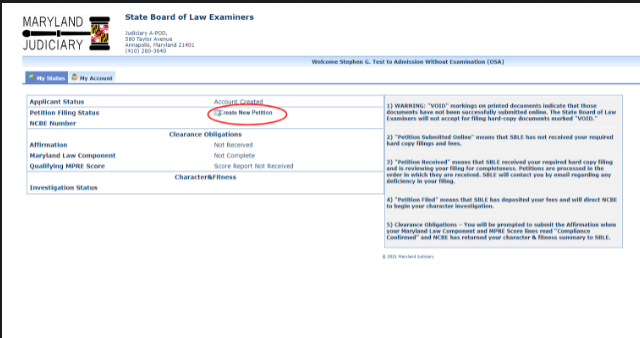 MARYLAND
JUDICIARY
State Board of Law Examiners
Judiciary A-POD,
580 Taylor Avenue
Annapolis, Maryland 21401
(410) 260-3640
Welcome Stephen G. Test to Admission Without Examination (OSA)
My Status
My Account
Applicant Status Account Created
Petition Filing Status Create New Petition
NCBE Number
Clearance Obligations
Affirmation Not Received
Maryland Law Component Not Complete
Qualifying MPRE Score Score Report Not Received
Character&Fitness
Investigation Status
1) WARNING: "VOID" markings on printed documents indicate that those
documents have not been successfully submitted online. The State Board of Law
Examiners will not accept for filing hard-copy documents marked "VOID."
2) "Petition Submitted Online" means that SBLE has not received your required
hard copy filings and fees.
3) "Petition Received" means that SBLE received your required hard copy filing
and is reviewing your filing for completeness. Petitions are processed in the
order in which they are received. SBLE will contact you by email regarding any
deficiency in your filing.
4) "Petition Filed" means that SBLE has deposited your fees and will direct NCBE
to begin your character investigation.
5) Clearance Obligations - You will be prompted to submit the Affirmation when
your Maryland Law Component and MPRE Score lines read "Compliance
Confirmed" and NCBE has returned your character & fitness summary to SBLE.
Maryland Judiciary